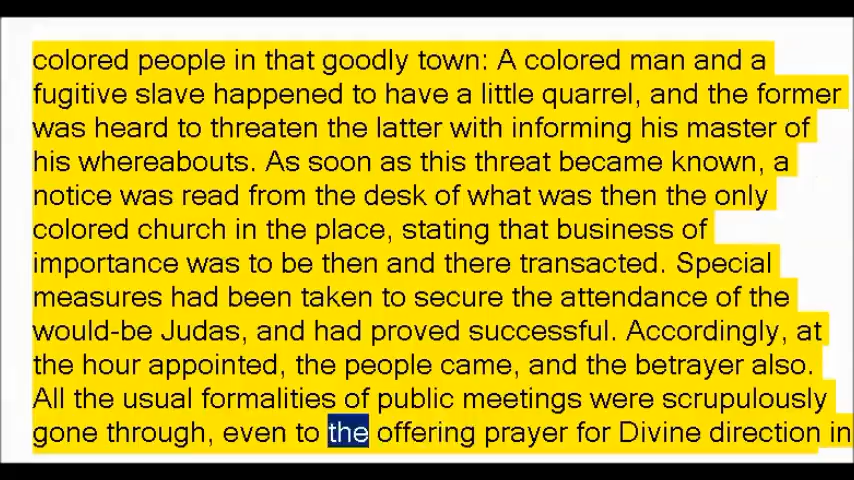 colored people in that goodly town: A colored man and a
fugitive slave happened to have a little quarrel, and the former
was heard to threaten the latter with informing his master of
his whereabouts. As soon as this threat became known, a
notice was read from the desk of what was then the only
colored church in the place, stating that business of
importance was to be then and there transacted. Special
measures had been taken to secure the attendance of the
would-be Judas, and had proved successful. Accordingly, at
the hour appointed, the people came, and the betrayer also.
All the usual formalities of public meetings were scrupulously
gone through, even to the offering prayer for Divine direction in